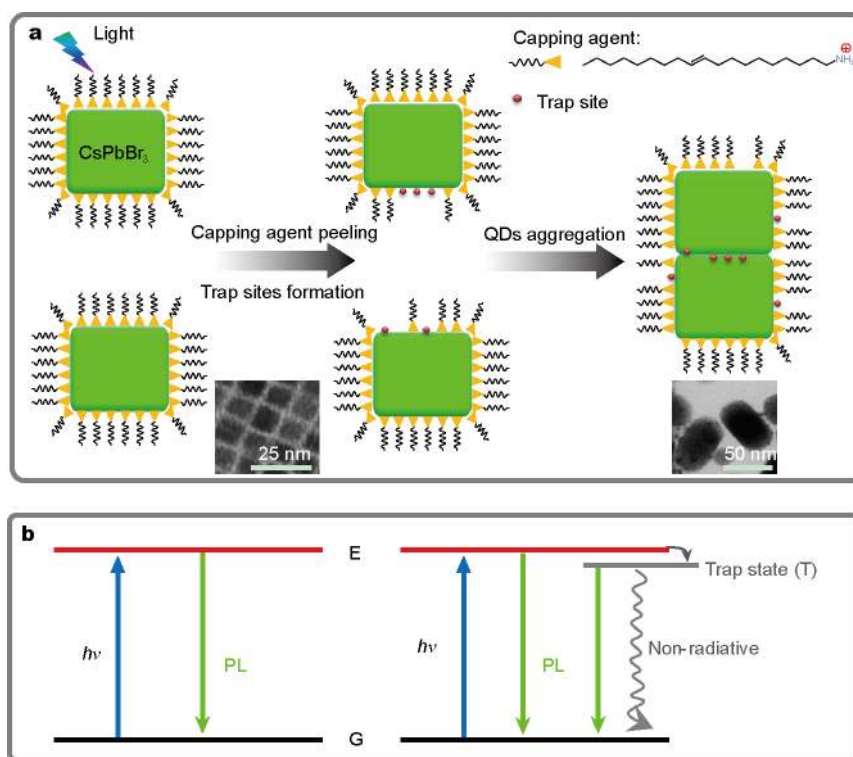 a
Light
Capping agent:
NH₃
⊕
Trap site
CsPbBr₃
Capping agent peeling
Trap sites formation
QDs aggregation
25 nm
50 nm
b
E
Trap state (T)
hν
PL
hν
PL
Non-radiative
G